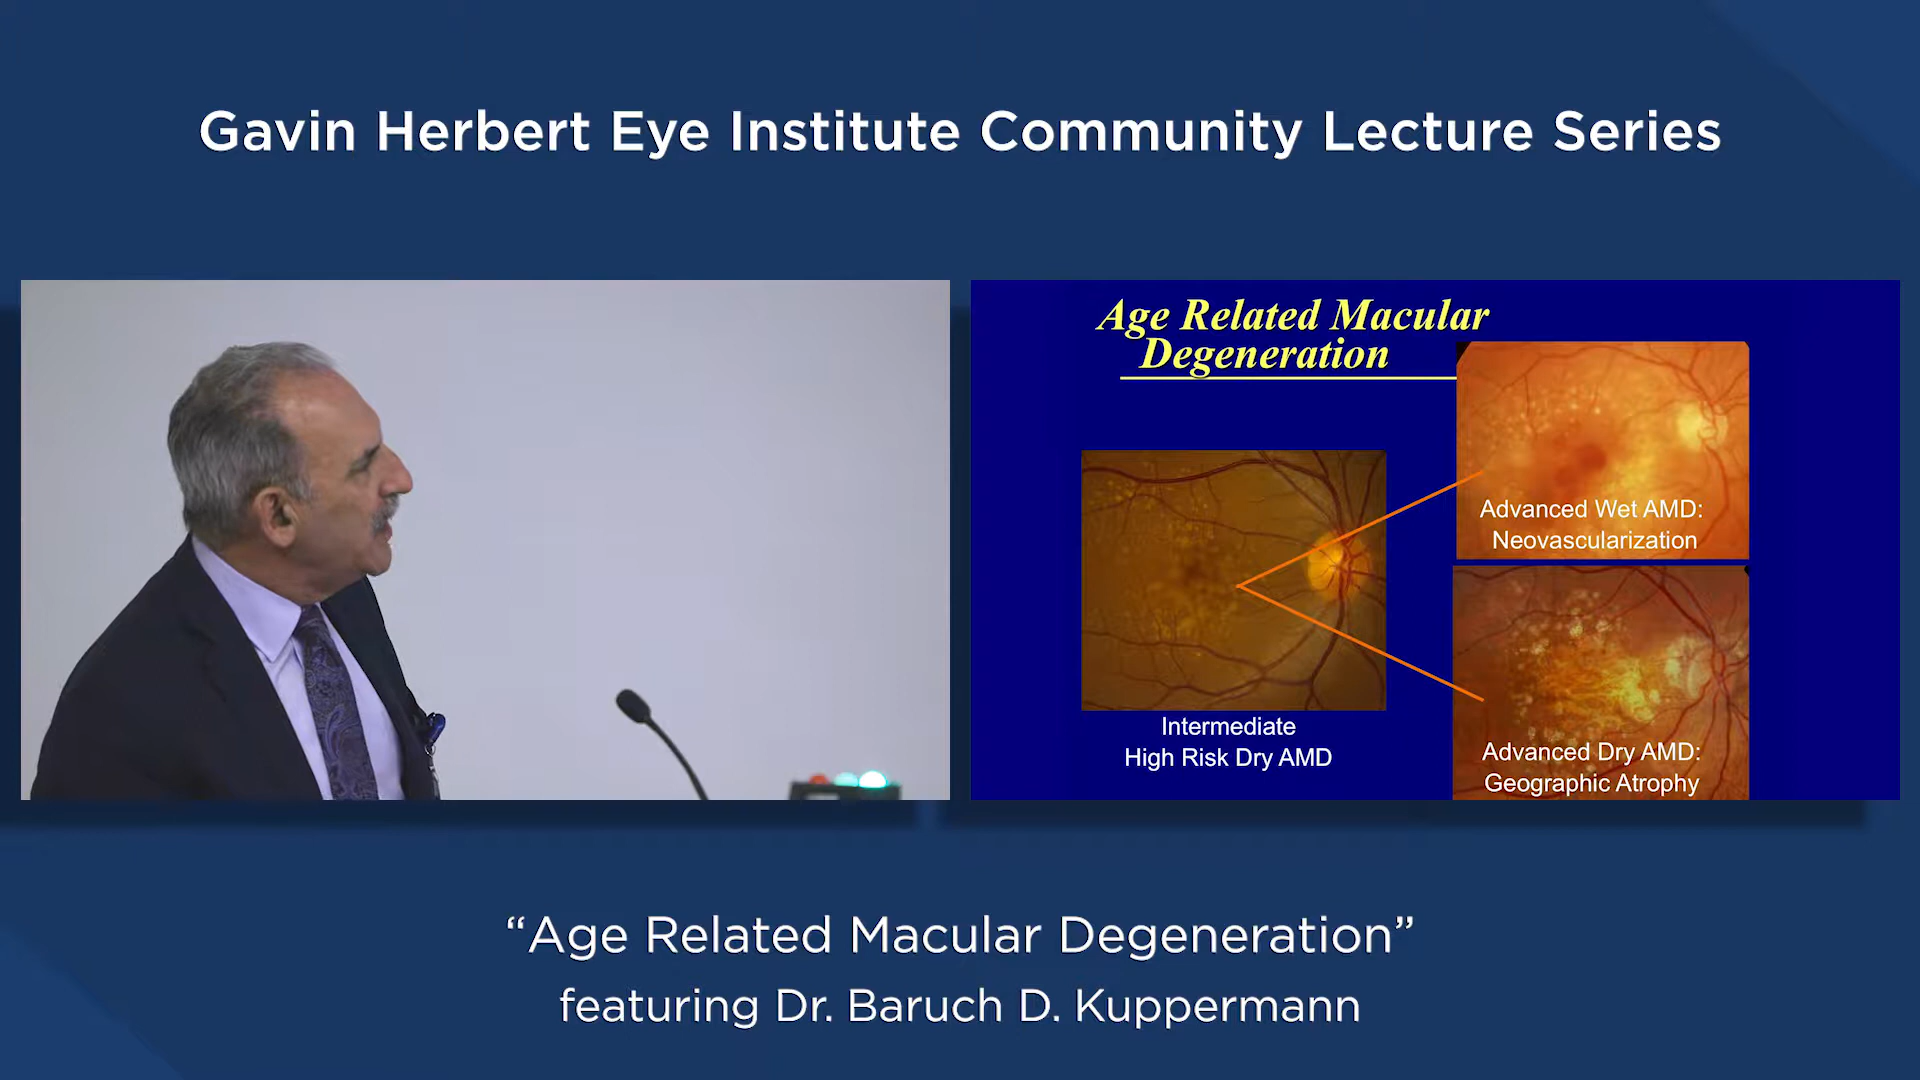 Gavin Herbert Eye Institute Community Lecture Series
Age Related Macular
Degeneration
Advanced Wet AMD:
Neovascularization
Intermediate
High Risk Dry AMD
Advanced Dry AMD:
Geographic Atrophy
“Age Related Macular Degeneration”
featuring Dr. Baruch D. Kuppermann